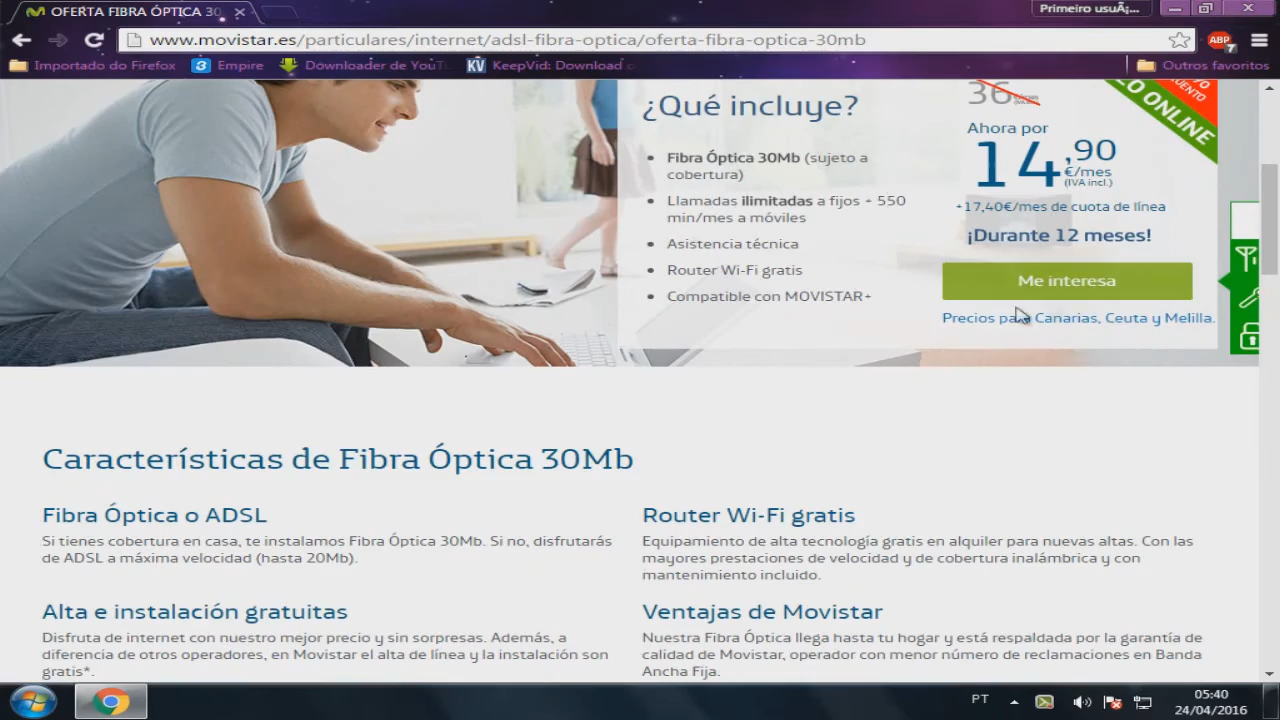 OFERTA FIBRA ÓPTICA 30
Primeiro usuÃ¡...
www.movistar.es/particulares/internet/adsl-fibra-optica/oferta-fibra-optica-30mb
ABP
7
Importado do Firefox
Empire
Downloader de YouTu
KV
KeepVid: Download
Outros favoritos
¿Qué incluye?
Fibra Óptica 30Mb (sujeto a
cobertura)
Llamadas ilimitadas a fijos + 550
min/mes a móviles
Asistencia técnica
Router Wi-Fi gratis
Compatible con MOVISTAR+
36
Ahora por
14,90
€/mes
(IVA incl.)
+17,40€/mes de cuota de línea
¡Durante 12 meses!
Me interesa
Precios para Canarias, Ceuta y Melilla.
LO ONLINE
Características de Fibra Óptica 30Mb
Fibra Óptica o ADSL
Si tienes cobertura en casa, te instalamos Fibra Óptica 30Mb. Si no, disfrutarás
de ADSL a máxima velocidad (hasta 20Mb).
Alta e instalación gratuitas
Disfruta de internet con nuestro mejor precio y sin sorpresas. Además, a
diferencia de otros operadores, en Movistar el alta de línea y la instalación son
gratis*.
Router Wi-Fi gratis
Equipamiento de alta tecnología gratis en alquiler para nuevas altas. Con las
mayores prestaciones de velocidad y de cobertura inalámbrica y con
mantenimiento incluido.
Ventajas de Movistar
Nuestra Fibra Óptica llega hasta tu hogar y está respaldada por la garantía de
calidad de Movistar, operador con menor número de reclamaciones en Banda
Ancha Fija.
PT
05:40
24/04/2016